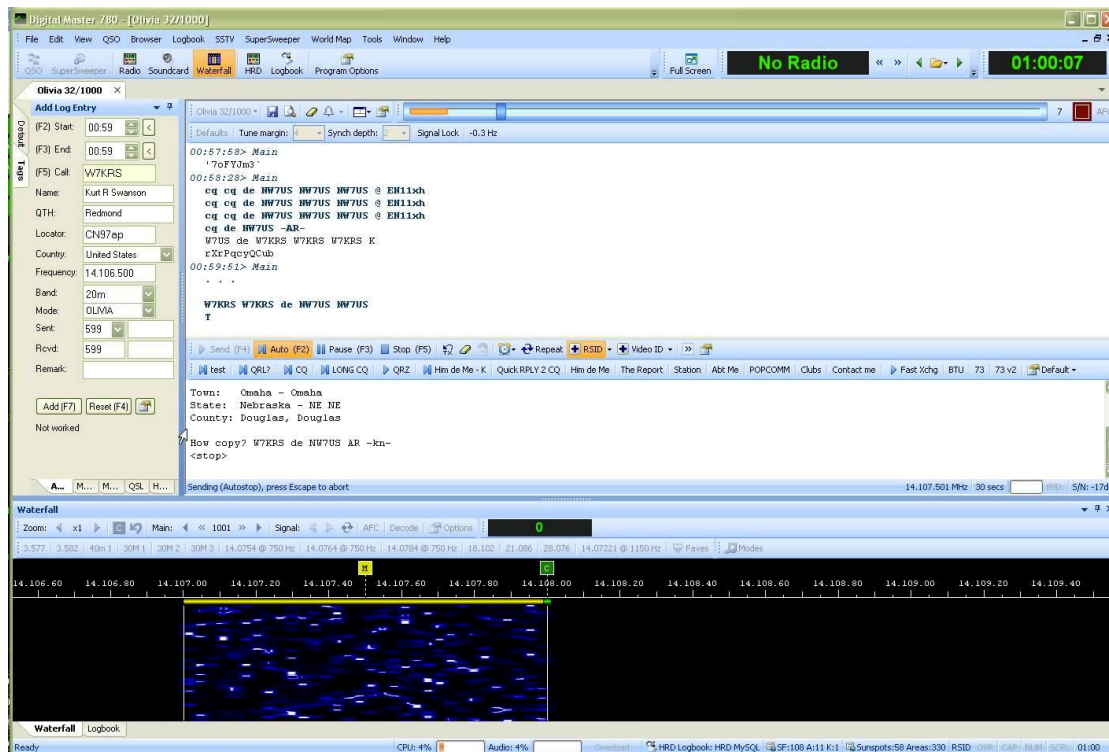 Digital Master 780 - [Olivia 32/1000]
File Edit View QSO Browser Logbook SSTV SuperSweeper World Map Tools Window Help
QSO SuperSweeper Radio Soundcard Waterfall HRD Logbook Program Options Full Screen No Radio 01:00:07
Olivia 32/1000
Add Log Entry
Default
Tags
(F2) Start: 00:59 <
(F3) End: 00:59 <
(F5) Call: W7KRS
Name: Kurt R Swanson
QTH: Redmond
Locator: CN97ap
Country: United States
Frequency: 14.106.500
Band: 20m
Mode: OLIVIA
Sent: 599
Rcvd: 599
Remark:
Add (F7) Reset (F4)
Not worked
A... M... M... QSL H...
Olivia 32/1000 7 AFC
Defaults Tune margin: 4 Synch depth: 2 Signal Lock -0.3 Hz
00:57:58> Main
'7oFYJm3`
00:58:28> Main
cq cq de NW7US NW7US NW7US @ EN11xh
cq cq de NW7US NW7US NW7US @ EN11xh
cq cq de NW7US NW7US NW7US @ EN11xh
cq de NW7US -AR-
W7US de W7KRS W7KRS W7KRS K
rXrPqcyQCub
00:59:51> Main
. . .
W7KRS W7KRS de NW7US NW7US
T
Send (F4) Auto (F2) Pause (F3) Stop (F5) Repeat RSID Video ID
test QRL? CQ LONG CQ QRZ Him de Me - K Quick RPLY 2 CQ Him de Me The Report Station Abt Me POPCOMM Clubs Contact me Fast Xchg BTU 73 73 v2 Default
Town: Omaha - Omaha
State: Nebraska - NE NE
County: Douglas, Douglas
How copy? W7KRS de NW7US AR -kn-
<stop>
Sending (Autostop), press Escape to abort 14.107.501 MHz 30 secs IMD: S/N: -17d
Waterfall
Zoom: x1 Main: 1001 Signal: AFC Decode Options 0
3.577 3.582 40m 1 30M 1 30M 2 30M 3 14.0754 @ 750 Hz 14.0764 @ 750 Hz 14.0784 @ 750 Hz 18.102 21.086 28.076 14.07221 @ 1150 Hz Faves Modes
M C
14.106.60 14.106.80 14.107.00 14.107.20 14.107.40 14.107.60 14.107.80 14.108.00 14.108.20 14.108.40 14.108.60 14.108.80 14.109.00 14.109.20 14.109.40
Waterfall Logbook
Ready CPU: 4% Audio: 4% Overload HRD Logbook: HRD MySQL SF:108 A:11 K:1 Sunspots:58 Areas:330 RSID OVR CAP NUM SCRL 01:00